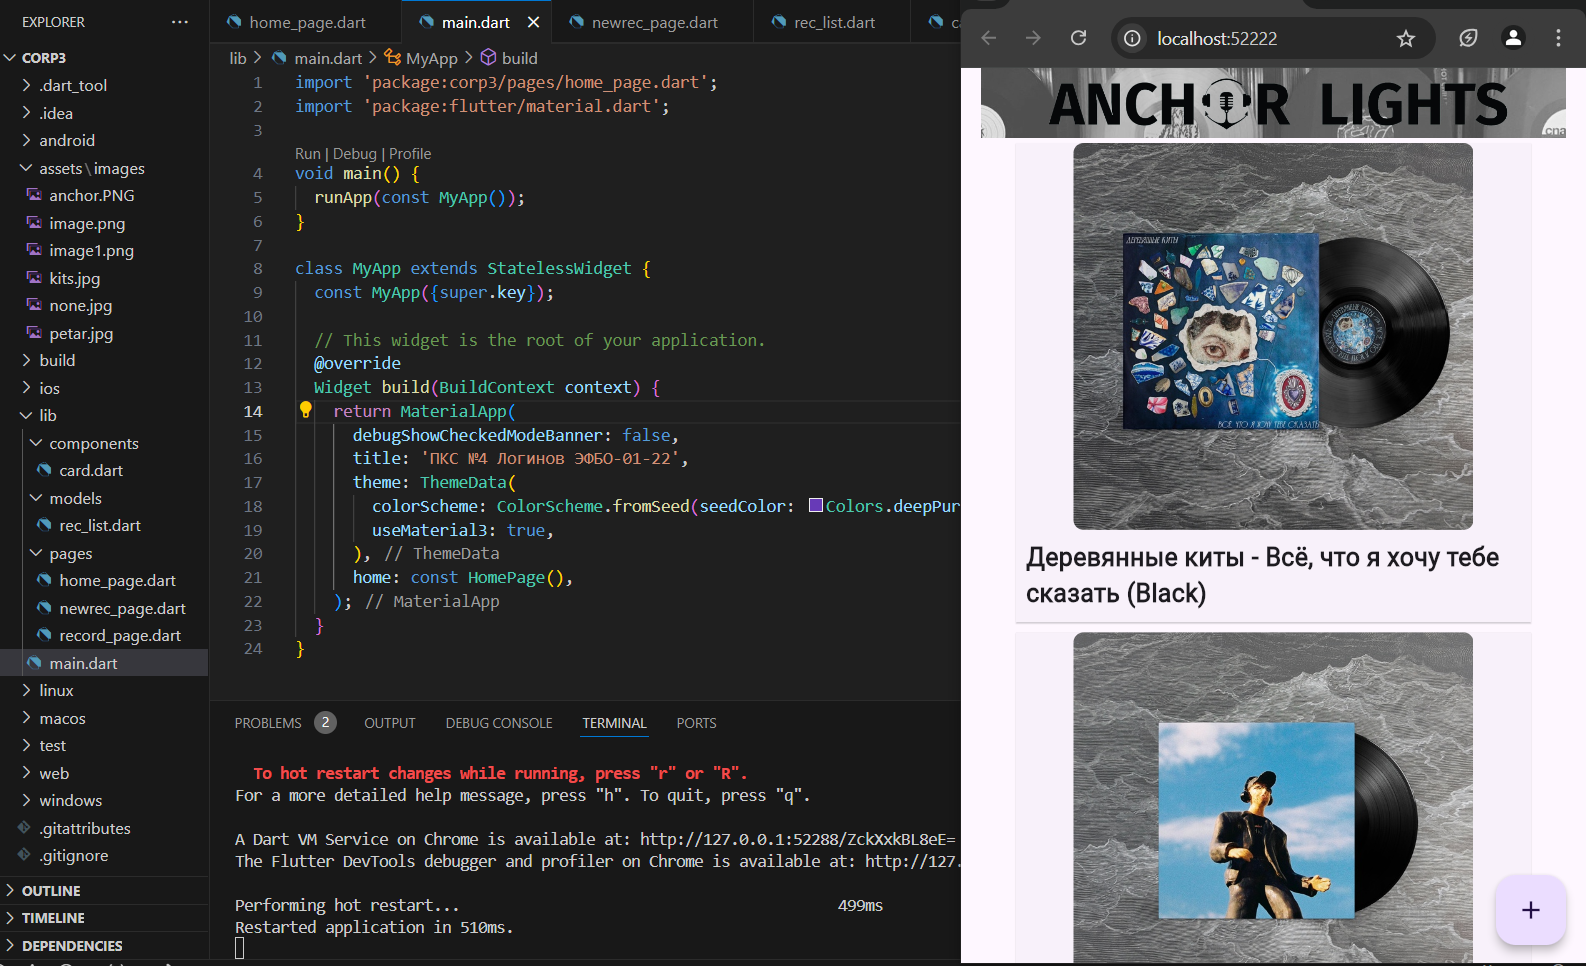 EXPLORER
CORP3
.dart_tool
.idea
android
assets\images
anchor.PNG
image.png
image1.png
kits.jpg
none.jpg
petar.jpg
build
ios
lib
components
card.dart
models
rec_list.dart
pages
home_page.dart
newrec_page.dart
record_page.dart
main.dart
linux
macos
test
web
windows
.gitattributes
.gitignore
OUTLINE
TIMELINE
DEPENDENCIES
home_page.dart main.dart newrec_page.dart rec_list.dart
lib > main.dart > MyApp > build
1 import 'package:corp3/pages/home_page.dart';
2 import 'package:flutter/material.dart';
3
Run | Debug | Profile
4 void main() {
5 runApp(const MyApp());
6 }
7
8 class MyApp extends StatelessWidget {
9 const MyApp({super.key});
10
11 // This widget is the root of your application.
12 @override
13 Widget build(BuildContext context) {
14 return MaterialApp(
15 debugShowCheckedModeBanner: false,
16 title: 'ПКС №4 Логинов ЭФБО-01-22',
17 theme: ThemeData(
18 colorScheme: ColorScheme.fromSeed(seedColor: Colors.deepPur
19 useMaterial3: true,
20 ), // ThemeData
21 home: const HomePage(),
22 ); // MaterialApp
23 }
24 }
PROBLEMS 2 OUTPUT DEBUG CONSOLE TERMINAL PORTS
To hot restart changes while running, press "r" or "R".
For a more detailed help message, press "h". To quit, press "q".
A Dart VM Service on Chrome is available at: http://127.0.0.1:52288/ZckXxkBL8eE=
The Flutter DevTools debugger and profiler on Chrome is available at: http://127.
Performing hot restart... 499ms
Restarted application in 510ms.
localhost:52222
ANCHOR LIGHTS
ДЕРЕВЯННЫЕ КИТЫ
ВСЁ, ЧТО Я ХОЧУ ТЕБЕ СКАЗАТЬ
Деревянные киты - Всё, что я хочу тебе
сказать (Black)
+